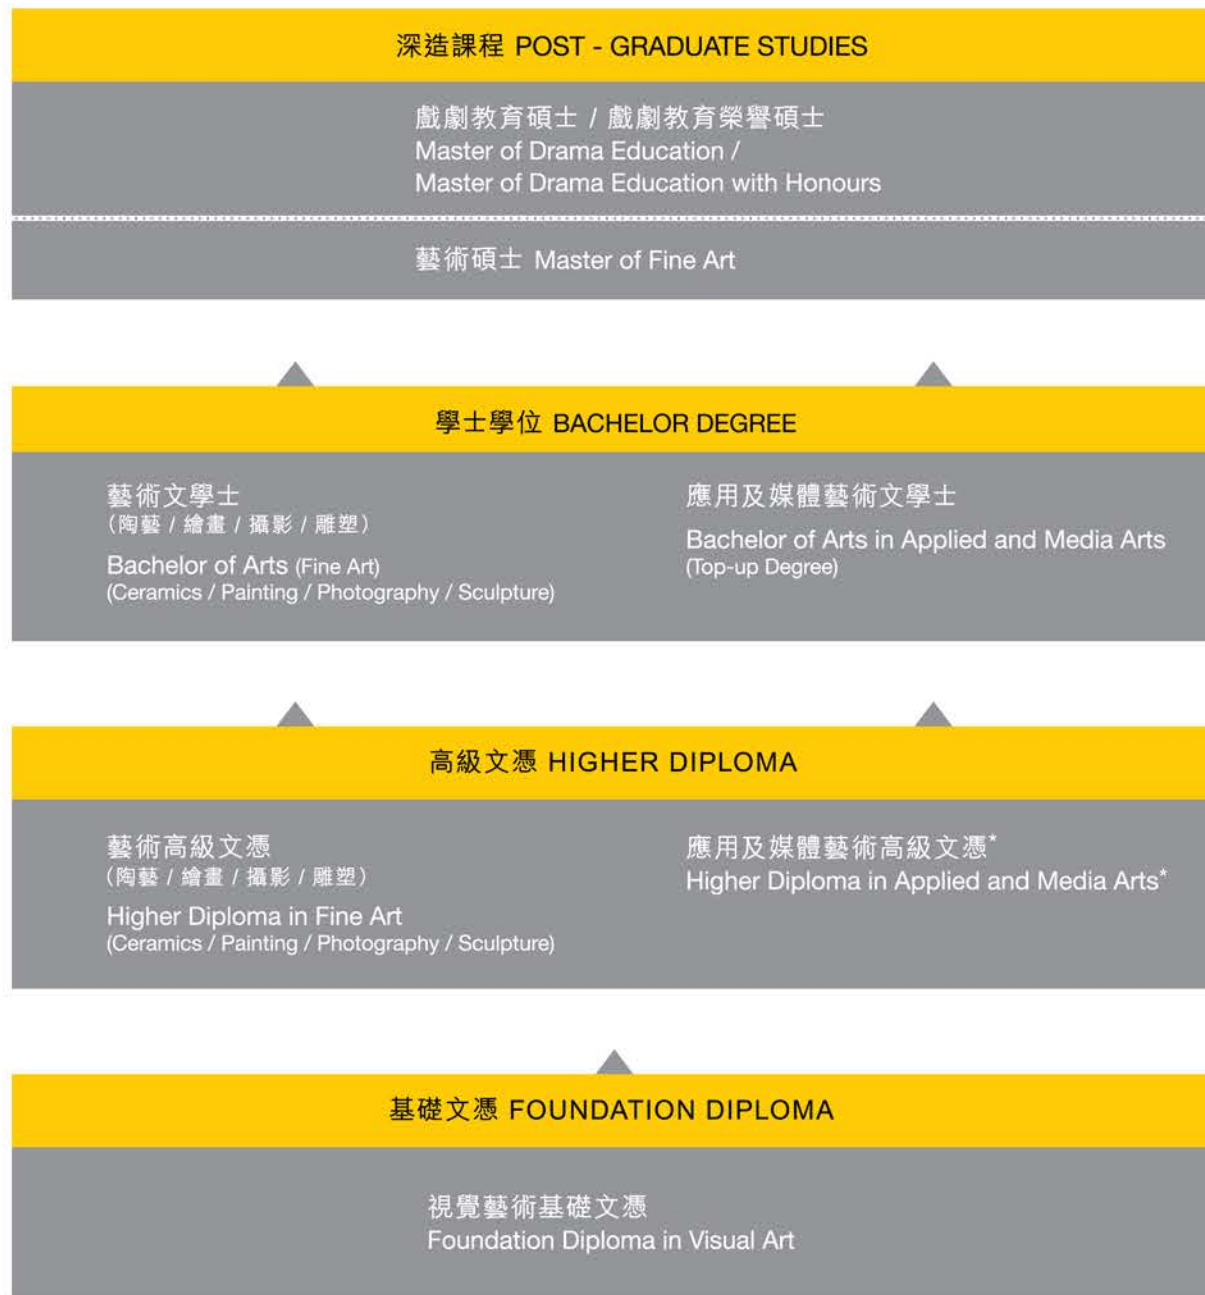 深造課程 POST - GRADUATE STUDIES
戲劇教育碩士 / 戲劇教育榮譽碩士
Master of Drama Education /
Master of Drama Education with Honours
藝術碩士 Master of Fine Art
學士學位 BACHELOR DEGREE
藝術文學士
（陶藝 / 繪畫 / 攝影 / 雕塑）
Bachelor of Arts (Fine Art)
(Ceramics / Painting / Photography / Sculpture)
應用及媒體藝術文學士
Bachelor of Arts in Applied and Media Arts
(Top-up Degree)
高級文憑 HIGHER DIPLOMA
藝術高級文憑
（陶藝 / 繪畫 / 攝影 / 雕塑）
Higher Diploma in Fine Art
(Ceramics / Painting / Photography / Sculpture)
應用及媒體藝術高級文憑*
Higher Diploma in Applied and Media Arts*
基礎文憑 FOUNDATION DIPLOMA
視覺藝術基礎文憑
Foundation Diploma in Visual Art